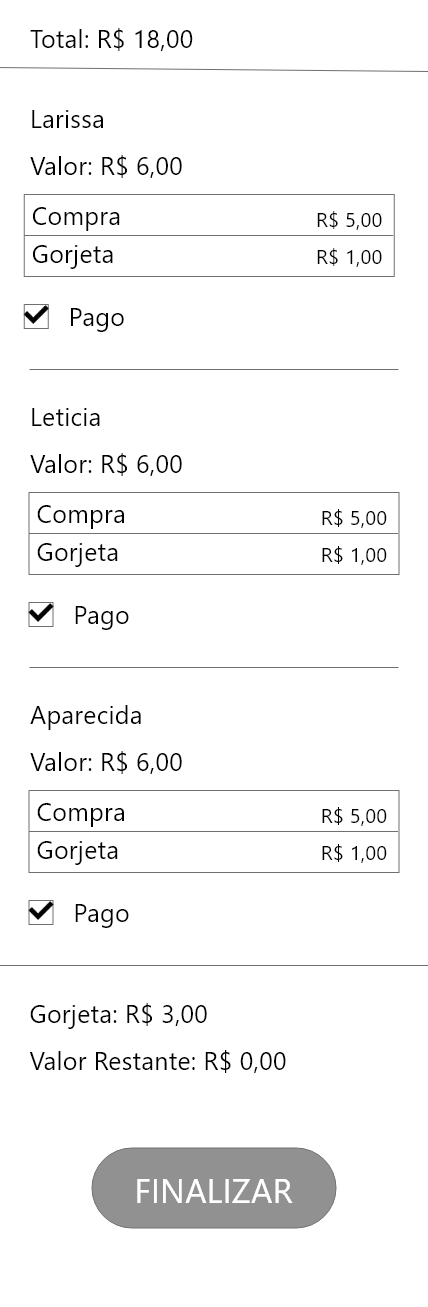 Total: R$ 18,00
Larissa
Valor: R$ 6,00
Compra R$ 5,00
Gorjeta R$ 1,00
Pago
Leticia
Valor: R$ 6,00
Compra R$ 5,00
Gorjeta R$ 1,00
Pago
Aparecida
Valor: R$ 6,00
Compra R$ 5,00
Gorjeta R$ 1,00
Pago
Gorjeta: R$ 3,00
Valor Restante: R$ 0,00
FINALIZAR